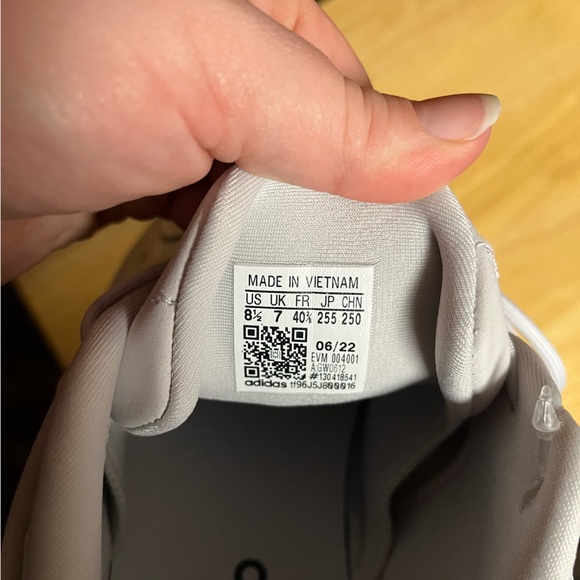 MADE IN VIETNAM
US UK FR JP CHN
8½ 7 40⅔ 255 250
06/22
EVM 004001
A:GW0612
#130418541
adidas tf96J5J800016